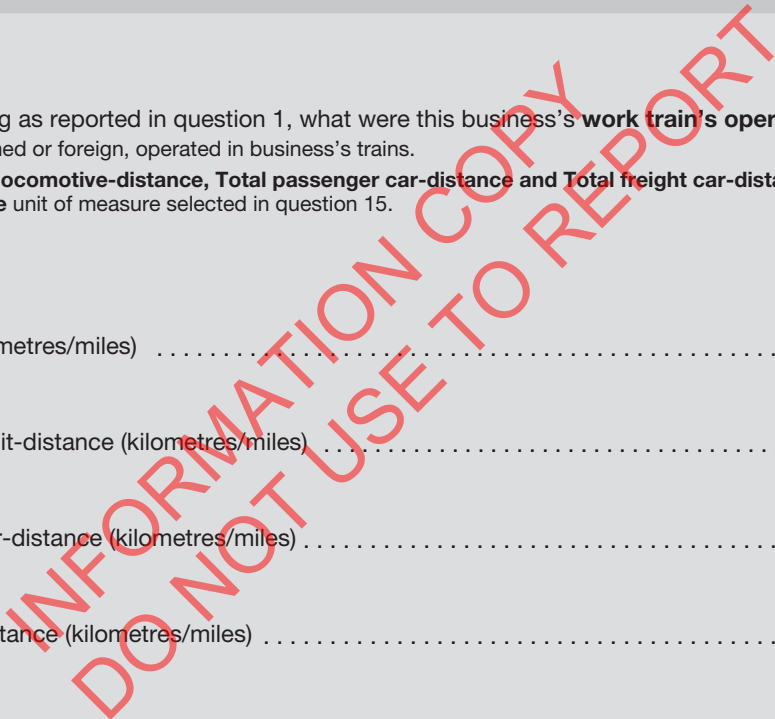 g as reported in question 1, what were this business's work train's oper
ned or foreign, operated in business's trains.
ocomotive-distance, Total passenger car-distance and Total freight car-dista
e unit of measure selected in question 15.
metres/miles) . . . . . . . . . . . . . . . . . . . . . . . . . . . . . . . . . . . . . . . . . . . . . .
it-distance (kilometres/miles) . . . . . . . . . . . . . . . . . . . . . . . . . . . . . . . . .
r-distance (kilometres/miles) . . . . . . . . . . . . . . . . . . . . . . . . . . . . . . . . . . .
tance (kilometres/miles) . . . . . . . . . . . . . . . . . . . . . . . . . . . . . . . . . . . . . .
INFORMATION COPY
DO NOT USE TO REPORT